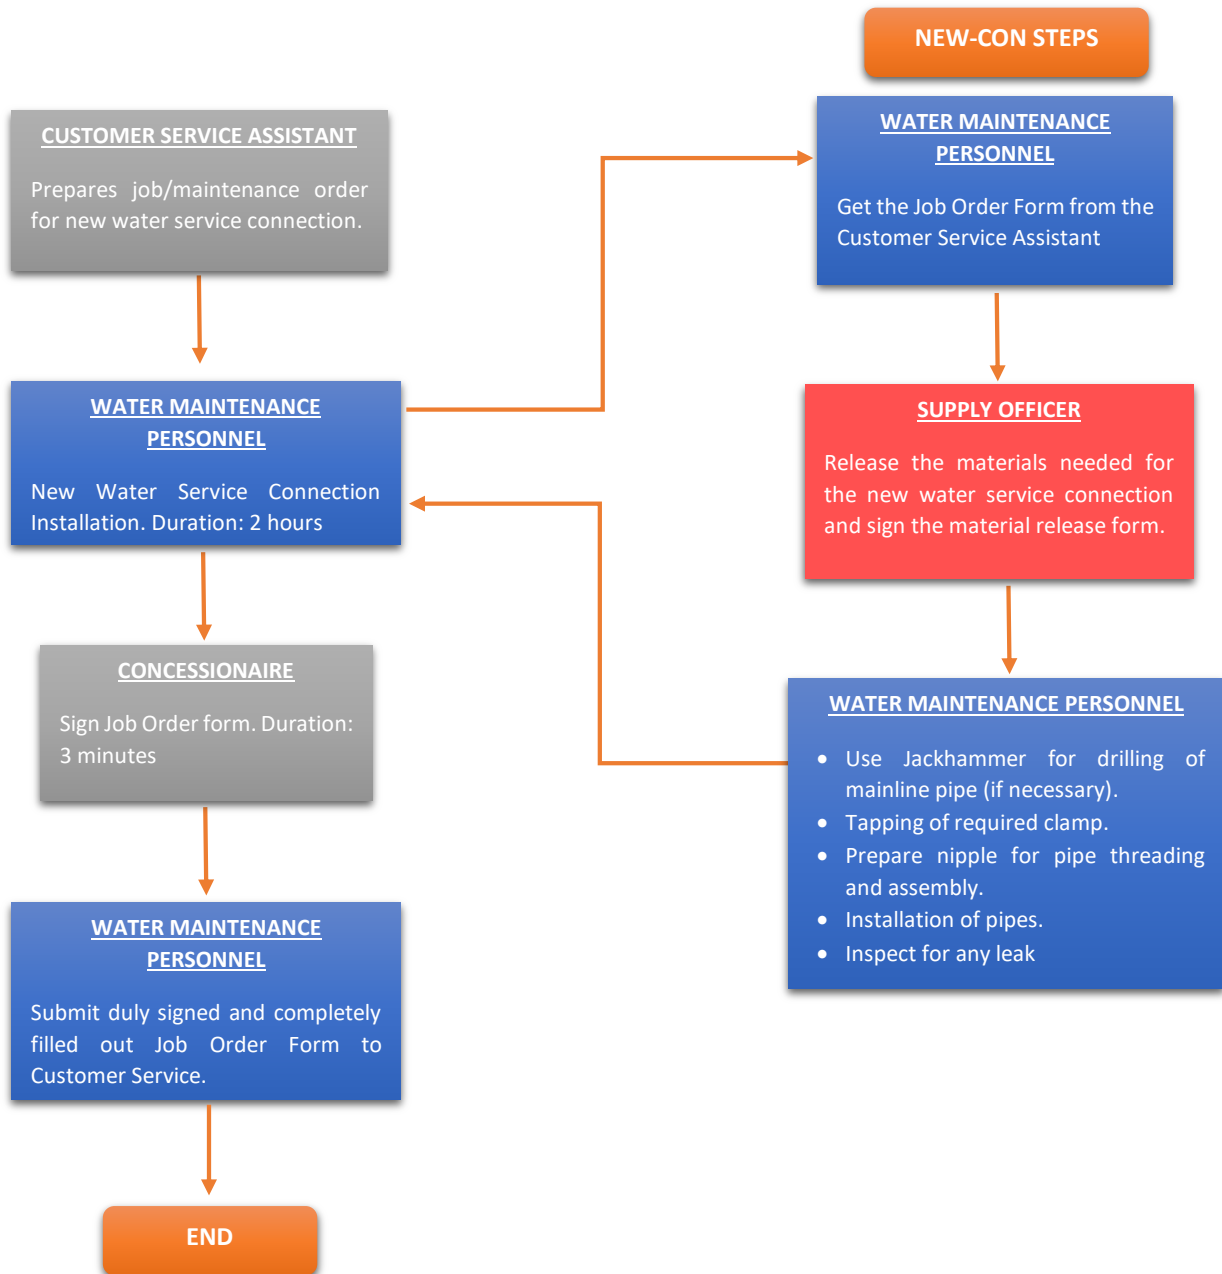 NEW-CON STEPS
CUSTOMER SERVICE ASSISTANT
Prepares job/maintenance order
for new water service connection.
WATER MAINTENANCE
PERSONNEL
New Water Service Connection
Installation. Duration: 2 hours
CONCESSIONAIRE
Sign Job Order form. Duration:
3 minutes
WATER MAINTENANCE
PERSONNEL
Submit duly signed and completely
filled out Job Order Form to
Customer Service.
END
WATER MAINTENANCE
PERSONNEL
Get the Job Order Form from the
Customer Service Assistant
SUPPLY OFFICER
Release the materials needed for
the new water service connection
and sign the material release form.
WATER MAINTENANCE PERSONNEL
• Use Jackhammer for drilling of
mainline pipe (if necessary).
• Tapping of required clamp.
• Prepare nipple for pipe threading
and assembly.
• Installation of pipes.
• Inspect for any leak